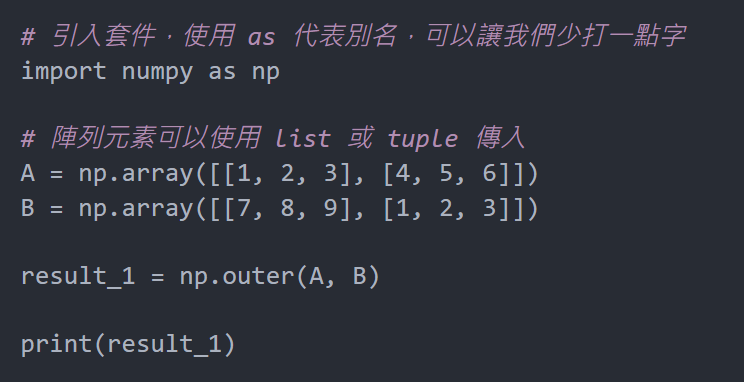 # 引入套件，使用 as 代表別名，可以讓我們少打一點字
import numpy as np
# 陣列元素可以使用 list 或 tuple 傳入
A = np.array([[1, 2, 3], [4, 5, 6]])
B = np.array([[7, 8, 9], [1, 2, 3]])
result_1 = np.outer(A, B)
print(result_1)